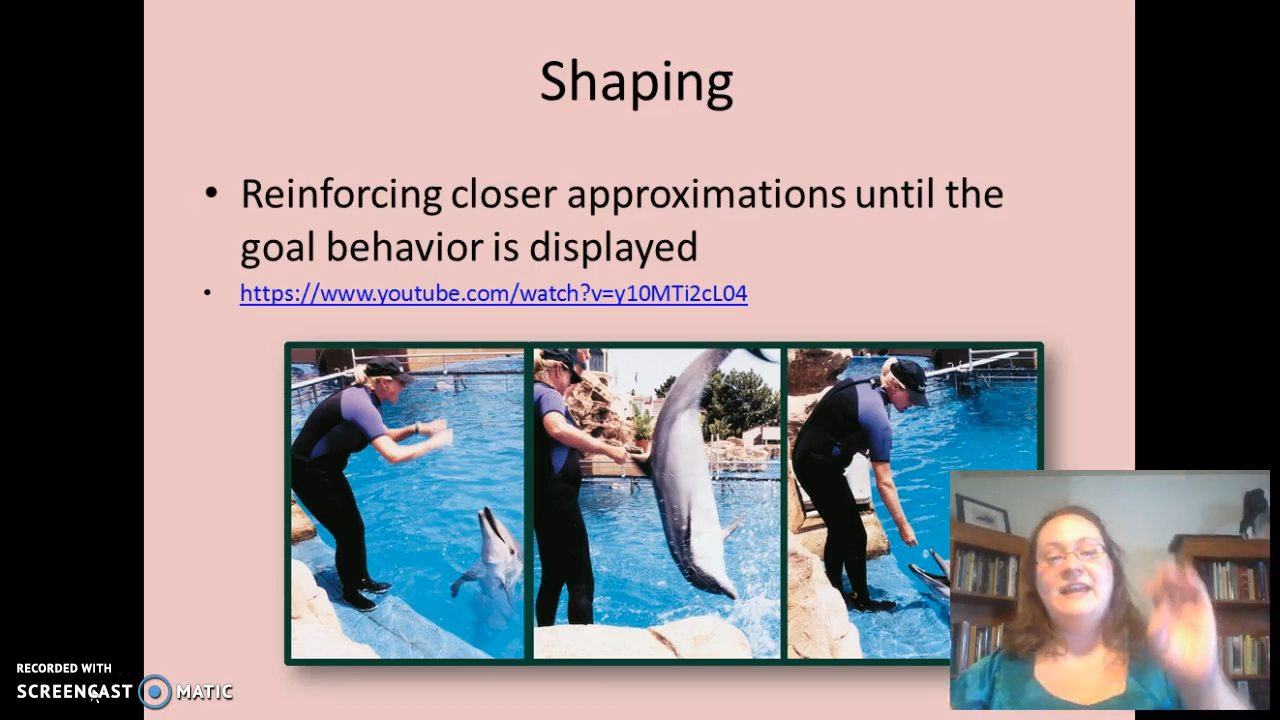 Shaping
• Reinforcing closer approximations until the
goal behavior is displayed
• https://www.youtube.com/watch?v=y10MTi2cL04
RECORDED WITH
SCREENCAST MATIC